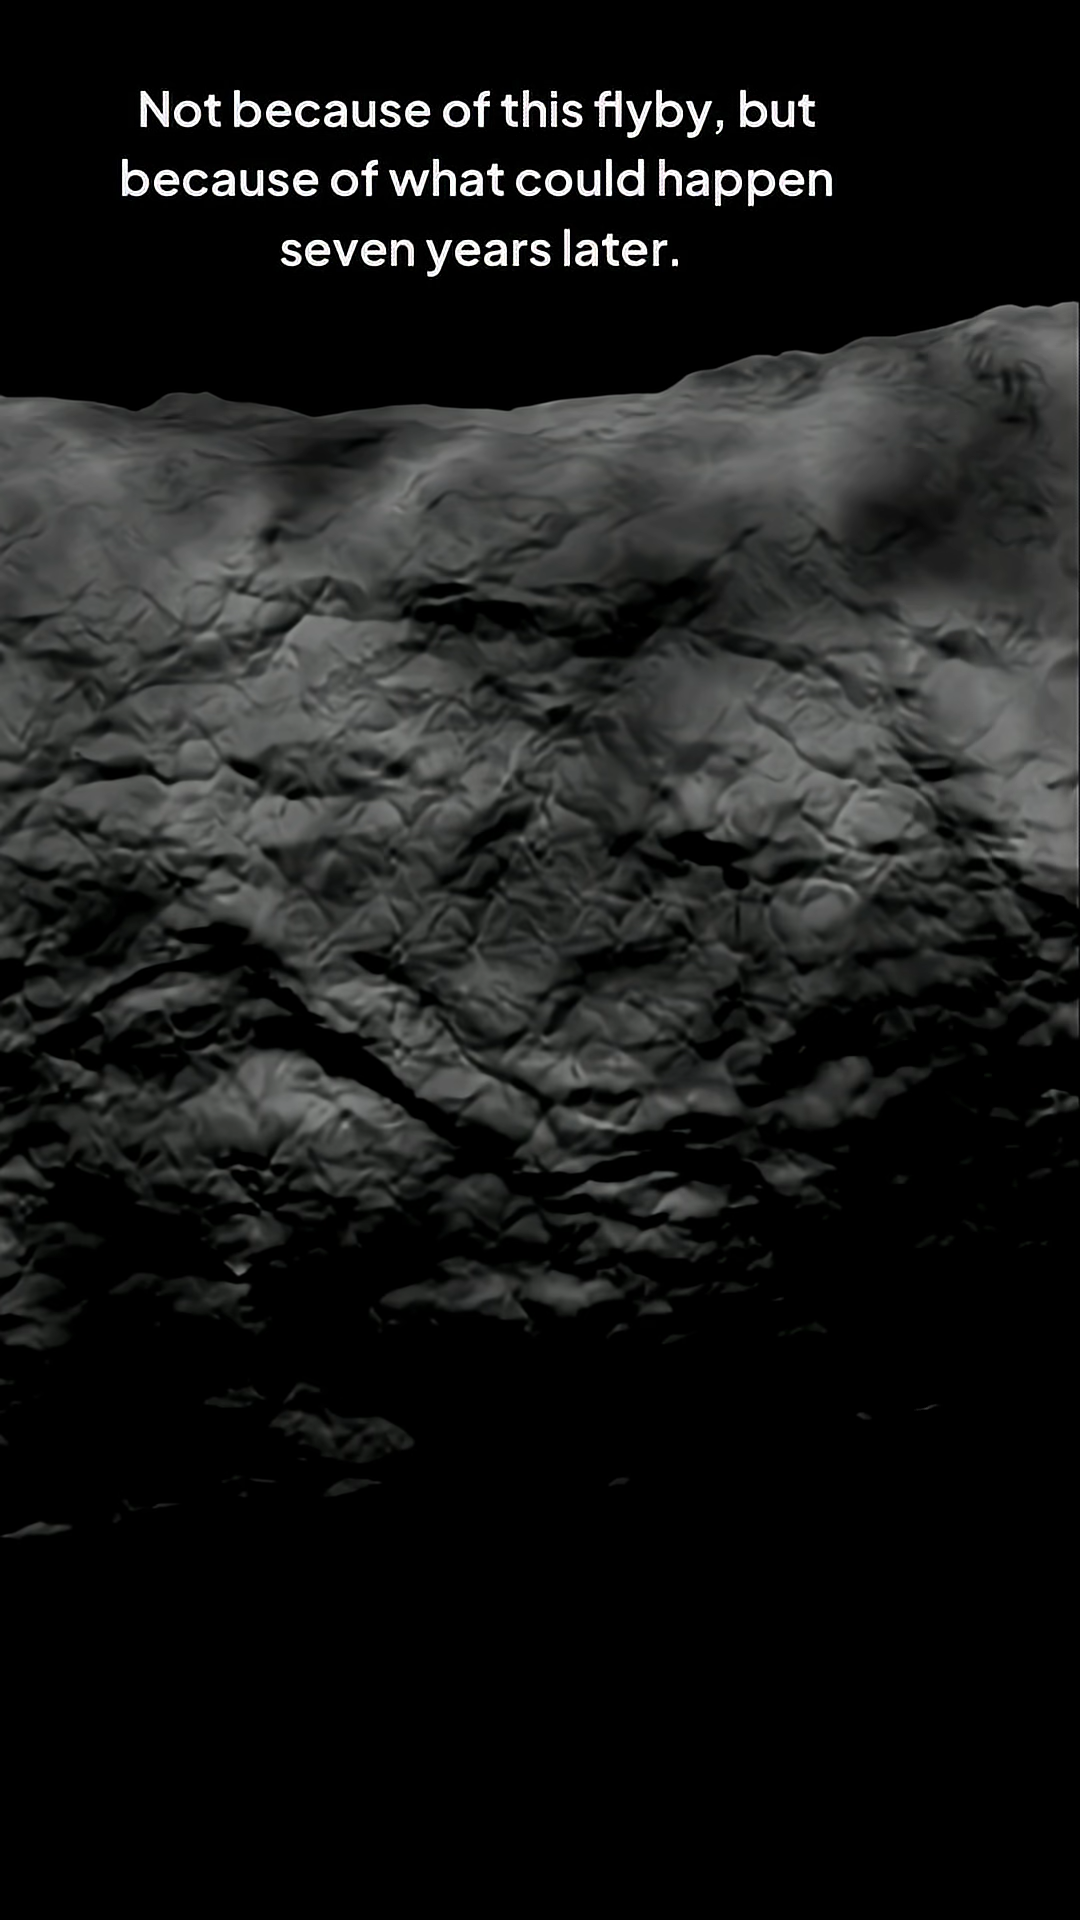 Not because of this flyby, but
because of what could happen
seven years later.